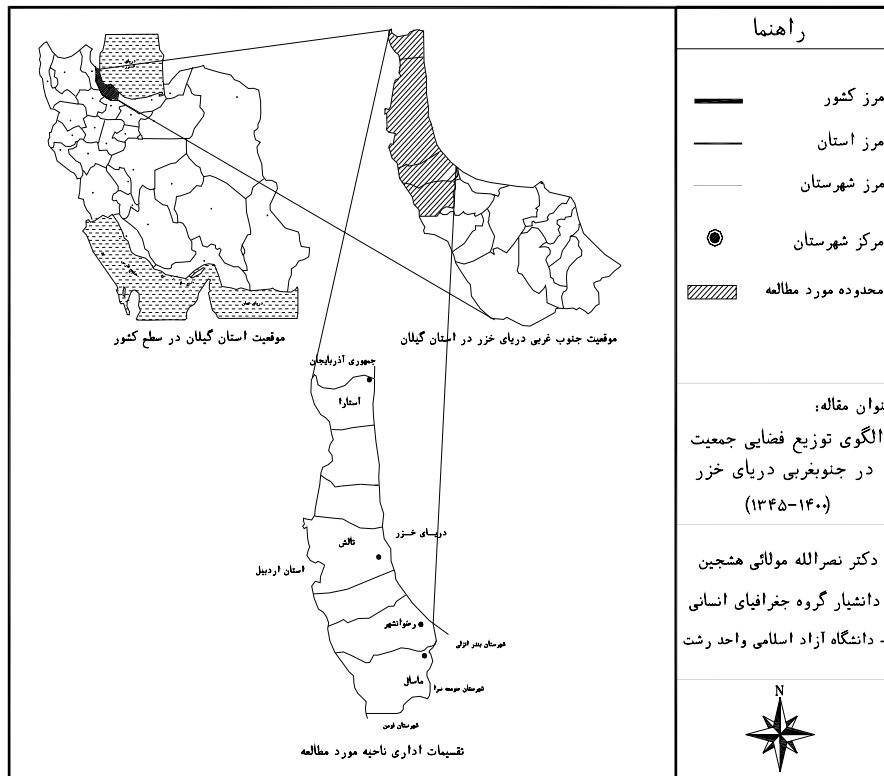 راهنما
مرز کشور
مرز استان
مرز شهرستان
مرکز شهرستان
محدوده مورد مطالعه
موقعیت استان گیلان در سطح کشور
موقعیت جنوب غربی دریای خزر در استان گیلان
جمهوری آذربایجان
آستارا
دریـای خـزر
تالش
استان اردبیل
رضوانشهر
شهرستان بندر انزلی
ماسال
شهرستان صومعه سرا
شهرستان فومن
تقسیمات اداری ناحیه مورد مطالعه
نوان مقاله:
الگوی توزیع فضایی جمعیت
در جنوبغربی دریای خزر
(۱۳۴۵-۱۴۰۰)
دکتر نصرالله مولائی هشجین
دانشیار گروه جغرافیای انسانی
- دانشگاه آزاد اسلامی واحد رشت
N